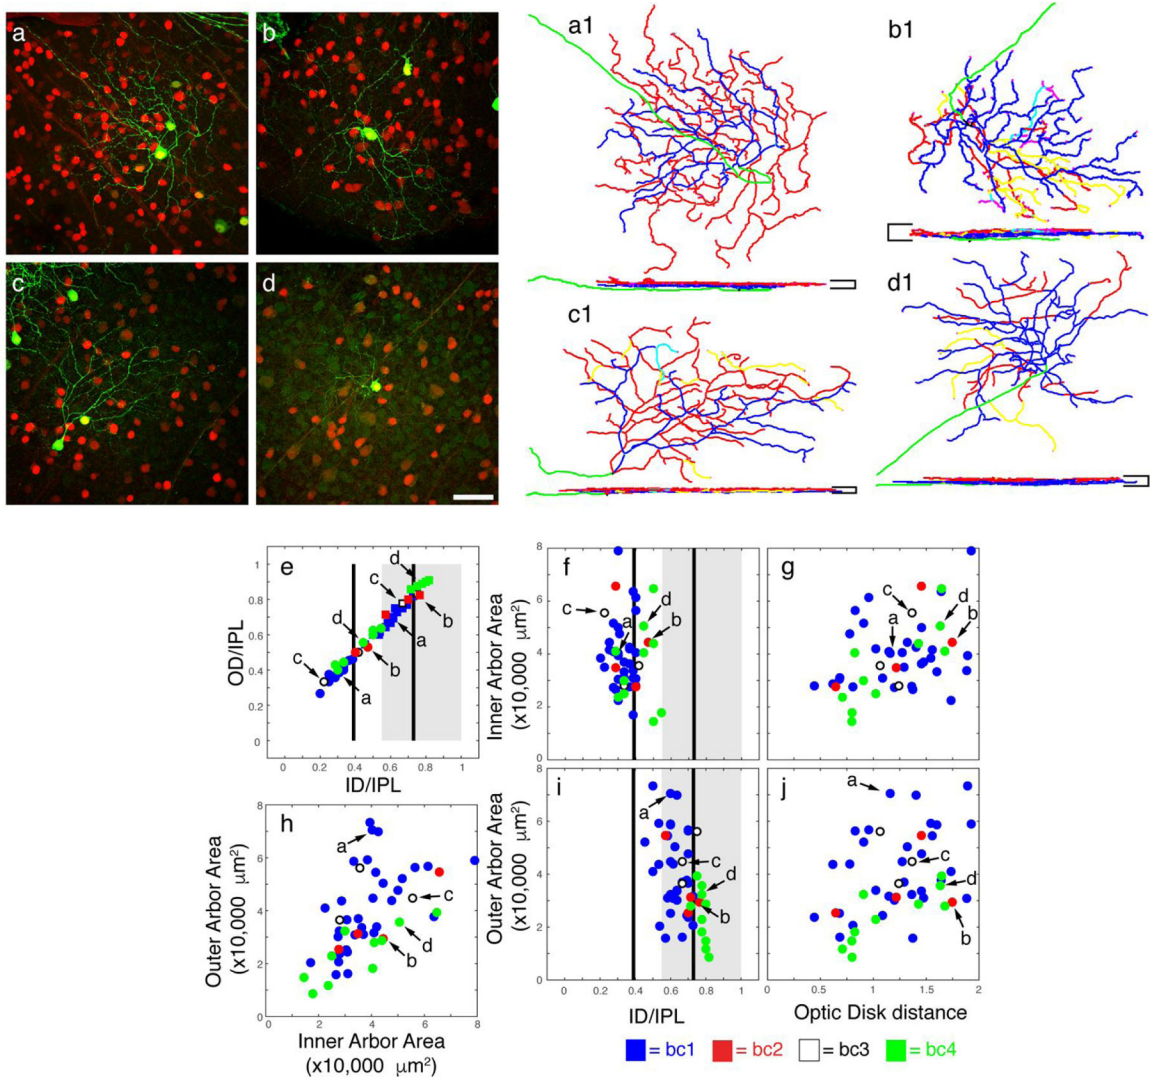 a
b
c
d
a1
b1
c1
d1
e
OD/IPL
1
0.8
0.6
0.4
0.2
0
0 0.2 0.4 0.6 0.8 1
ID/IPL
c
d
c
d
a
b
a
b
f
Inner Arbor Area
(x10,000 μm²)
8
6
4
2
0
c
a
d
b
g
c
a
d
b
h
Outer Arbor Area
(x10,000 μm²)
8
6
4
2
0
0 2 4 6 8
Inner Arbor Area
(x10,000 μm²)
a
c
d
b
i
Outer Arbor Area
(x10,000 μm²)
8
6
4
2
0
0 0.2 0.4 0.6 0.8 1
ID/IPL
a
c
d
b
j
0 0.5 1 1.5 2
Optic Disk distance
a
c
d
b
= bc1 = bc2 = bc3 = bc4